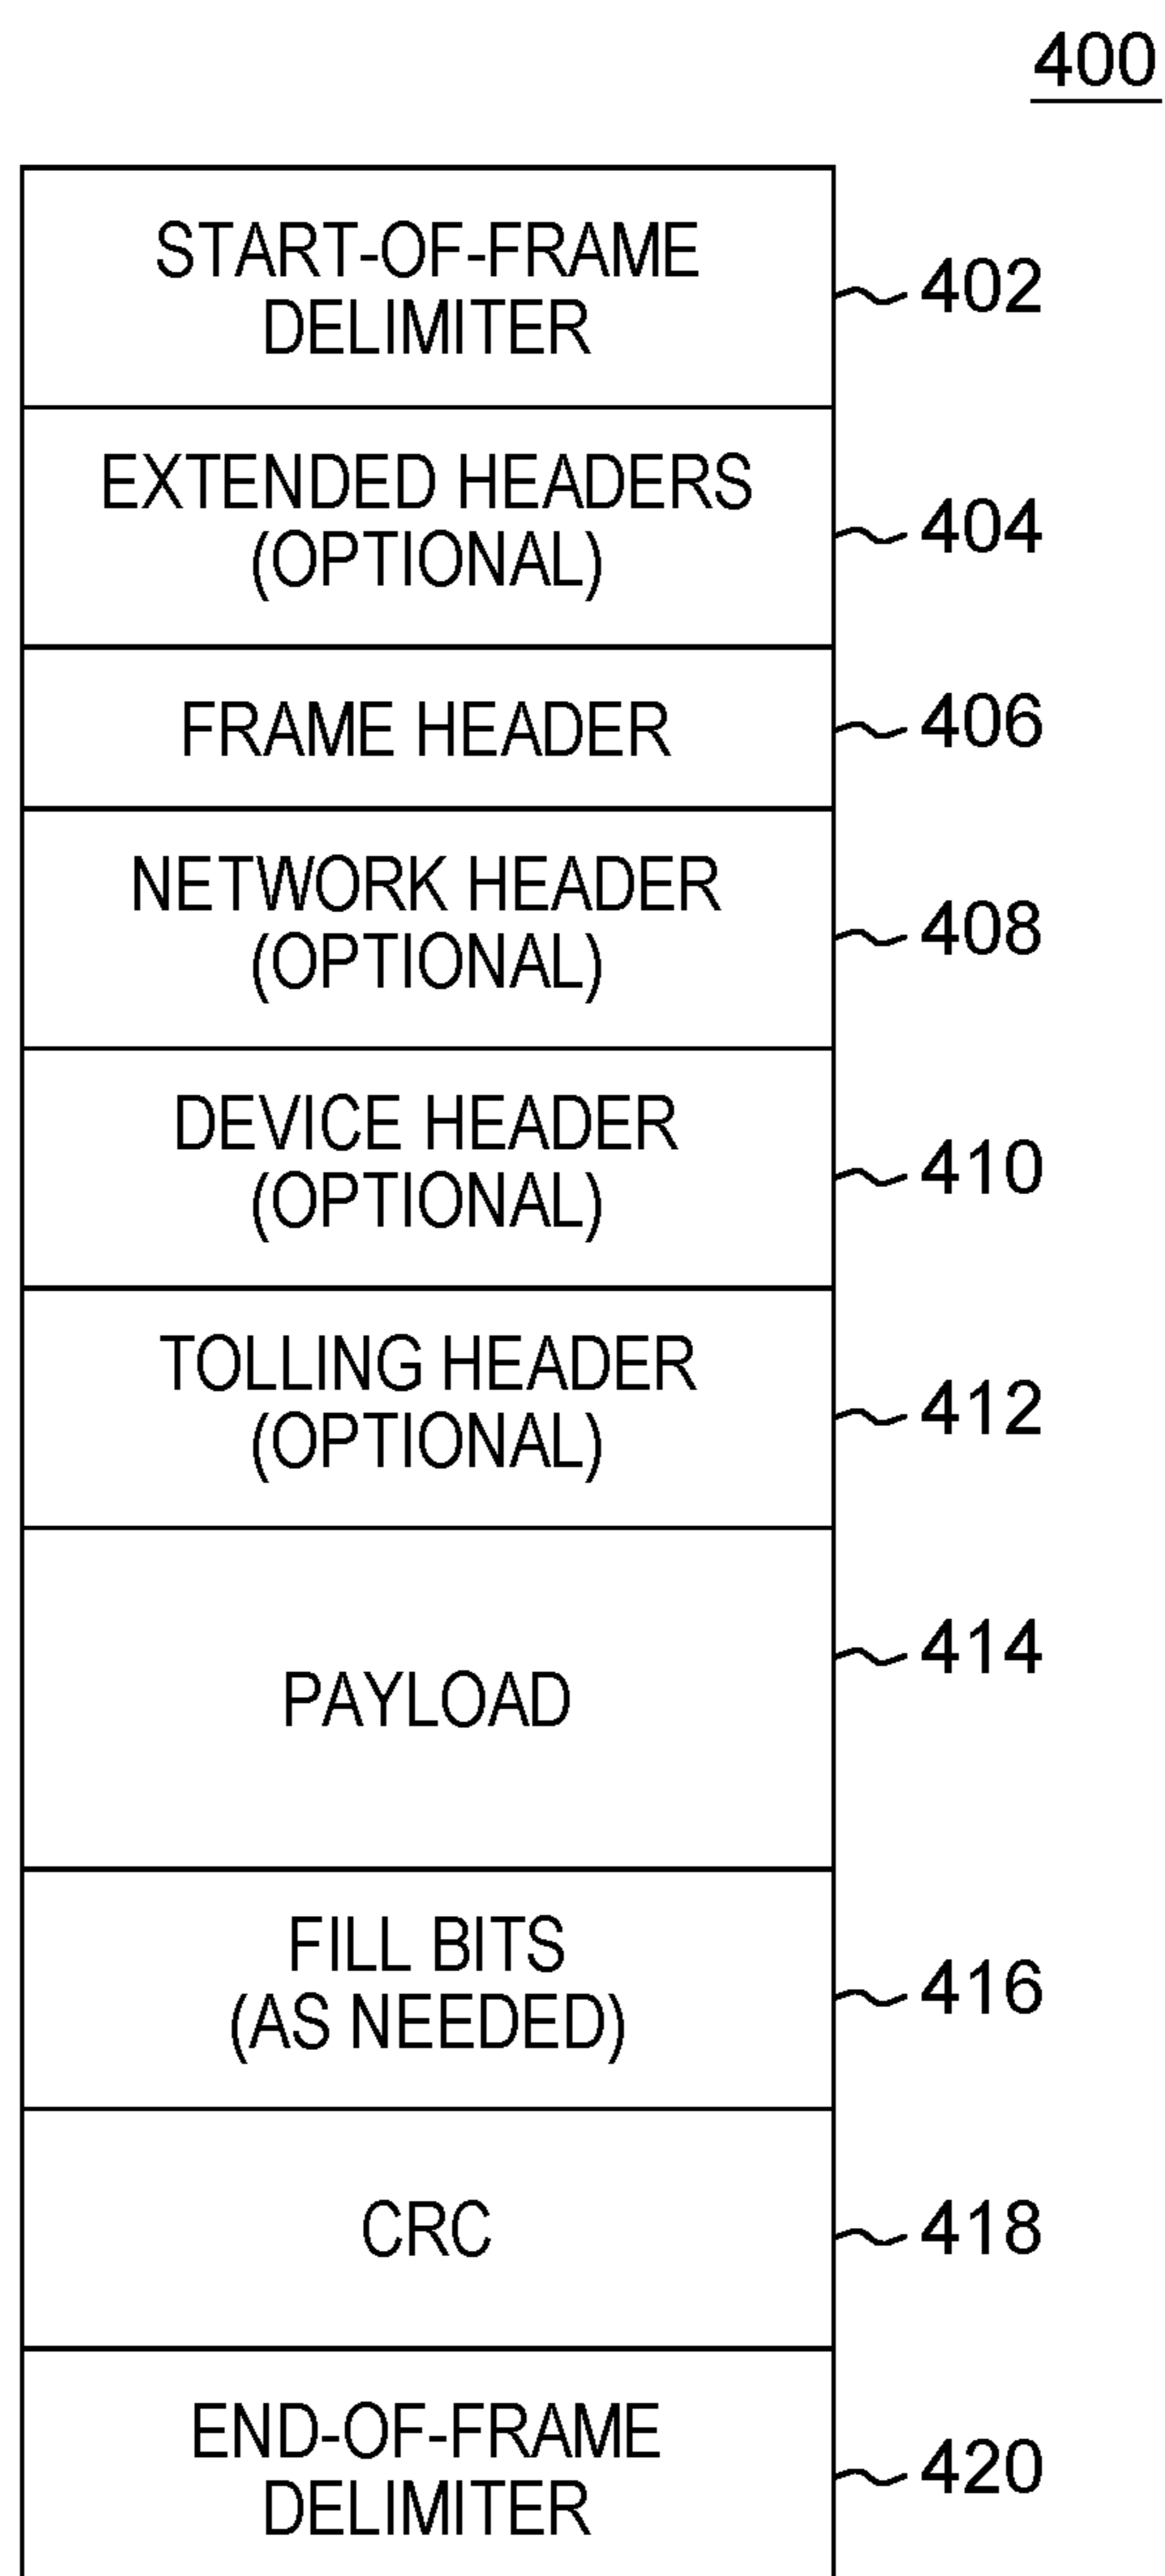 400
START-OF-FRAME
DELIMITER
402
EXTENDED HEADERS
(OPTIONAL)
404
FRAME HEADER
406
NETWORK HEADER
(OPTIONAL)
408
DEVICE HEADER
(OPTIONAL)
410
TOLLING HEADER
(OPTIONAL)
412
PAYLOAD
414
FILL BITS
(AS NEEDED)
416
CRC
418
END-OF-FRAME
DELIMITER
420